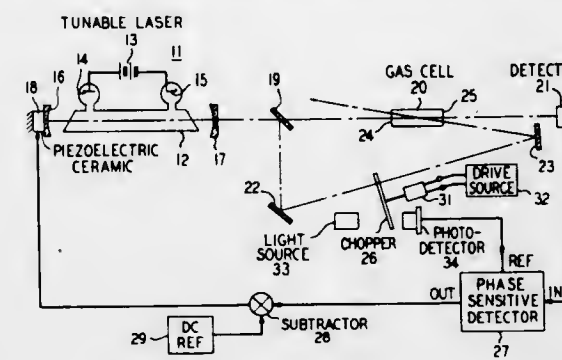 TUNABLE LASER
13
11
14
15
16
18
12
17
PIEZOELECTRIC
CERAMIC
19
GAS CELL
20
25
24
21
23
22
DRIVE
SOURCE
32
31
LIGHT
SOURCE
33
CHOPPER
26
PHOTO-
DETECTOR
34
REF
OUT
IN
PHASE
SENSITIVE
DETECTOR
27
SUBTRACTOR
28
29
DC
REF